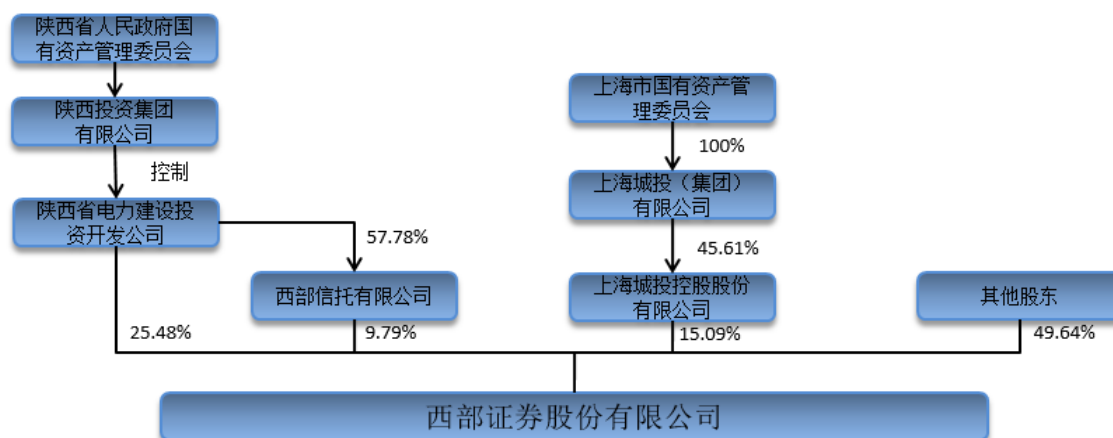 陕西省人民政府国
有资产管理委员会
陕西投资集团
有限公司
控制
陕西省电力建设投
资开发公司
57.78%
西部信托有限公司
上海市国有资产管
理委员会
100%
上海城投（集团）
有限公司
45.61%
上海城投控股股份
有限公司
其他股东
25.48%
9.79%
15.09%
49.64%
西部证券股份有限公司